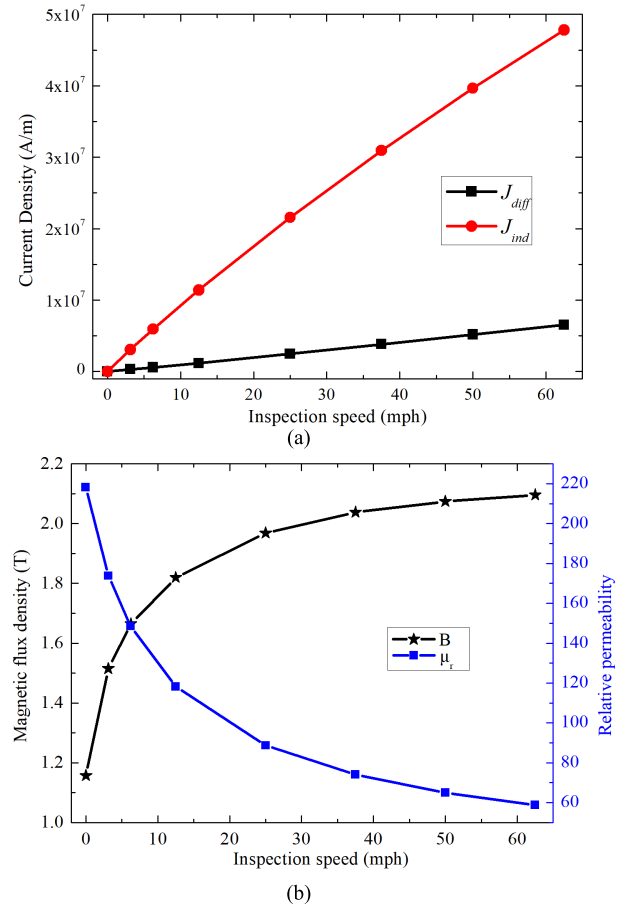 5x10⁷
4x10⁷
3x10⁷
2x10⁷
1x10⁷
0
Current Density (A/m)
J_diff
J_ind
0 10 20 30 40 50 60
Inspection speed (mph)
(a)
2.2
2.0
1.8
1.6
1.4
1.2
1.0
Magnetic flux density (T)
B
μ_r
220
200
180
160
140
120
100
80
60
Relative permeability
0 10 20 30 40 50 60
Inspection speed (mph)
(b)